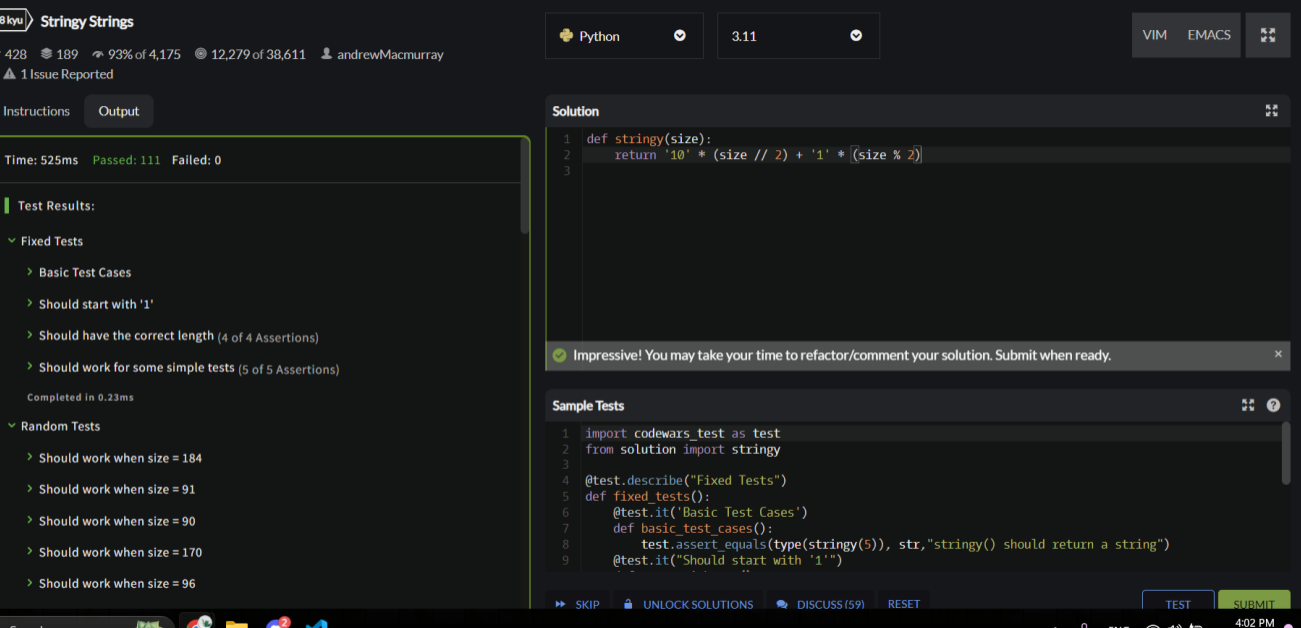 8 kyu
Stringy Strings
428 189 93% of 4,175 12,279 of 38,611 andrewMacmurray
1 Issue Reported
Instructions Output
Time: 525ms Passed: 111 Failed: 0
Test Results:
Fixed Tests
Basic Test Cases
Should start with '1'
Should have the correct length (4 of 4 Assertions)
Should work for some simple tests (5 of 5 Assertions)
Completed in 0.23ms
Random Tests
Should work when size = 184
Should work when size = 91
Should work when size = 90
Should work when size = 170
Should work when size = 96
Python 3.11 VIM EMACS
Solution
1 def stringy(size):
2 return '10' * (size // 2) + '1' * (size % 2)
3
Impressive! You may take your time to refactor/comment your solution. Submit when ready.
Sample Tests
1 import codewars_test as test
2 from solution import stringy
3
4 @test.describe("Fixed Tests")
5 def fixed_tests():
6 @test.it('Basic Test Cases')
7 def basic_test_cases():
8 test.assert_equals(type(stringy(5)), str,"stringy() should return a string")
9 @test.it("Should start with '1'")
SKIP UNLOCK SOLUTIONS DISCUSS (59) RESET TEST SUBMIT
2
4:02 PM